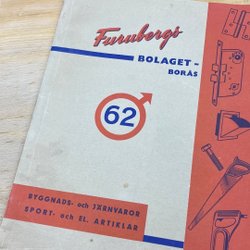 Furubergs
BOLAGET -
BORÅS
62
BYGGNADS- och JÄRNVAROR
SPORT- och EL. ARTIKLAR